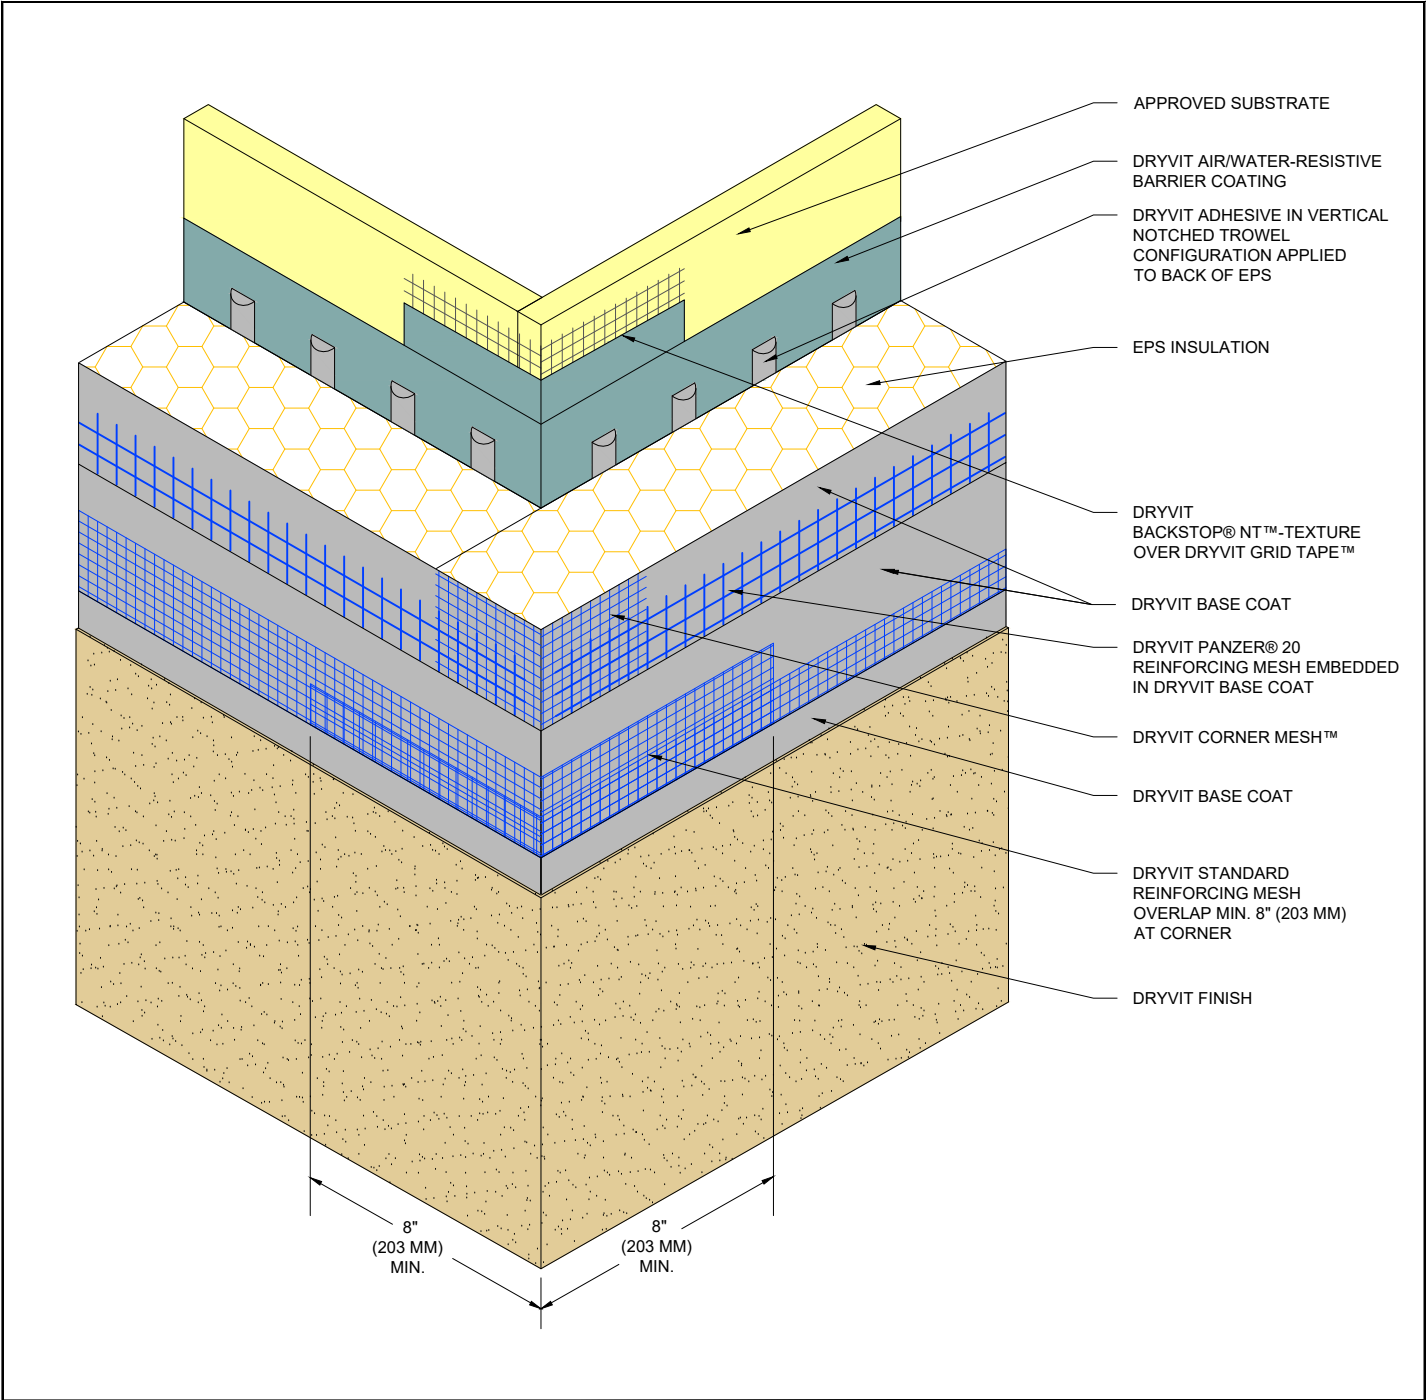 APPROVED SUBSTRATE
DRYVIT AIR/WATER-RESISTIVE
BARRIER COATING
DRYVIT ADHESIVE IN VERTICAL
NOTCHED TROWEL
CONFIGURATION APPLIED
TO BACK OF EPS
EPS INSULATION
DRYVIT
BACKSTOP® NT™-TEXTURE
OVER DRYVIT GRID TAPE™
DRYVIT BASE COAT
DRYVIT PANZER® 20
REINFORCING MESH EMBEDDED
IN DRYVIT BASE COAT
DRYVIT CORNER MESH™
DRYVIT BASE COAT
DRYVIT STANDARD
REINFORCING MESH
OVERLAP MIN. 8" (203 MM)
AT CORNER
DRYVIT FINISH
8"
(203 MM)
MIN.
8"
(203 MM)
MIN.